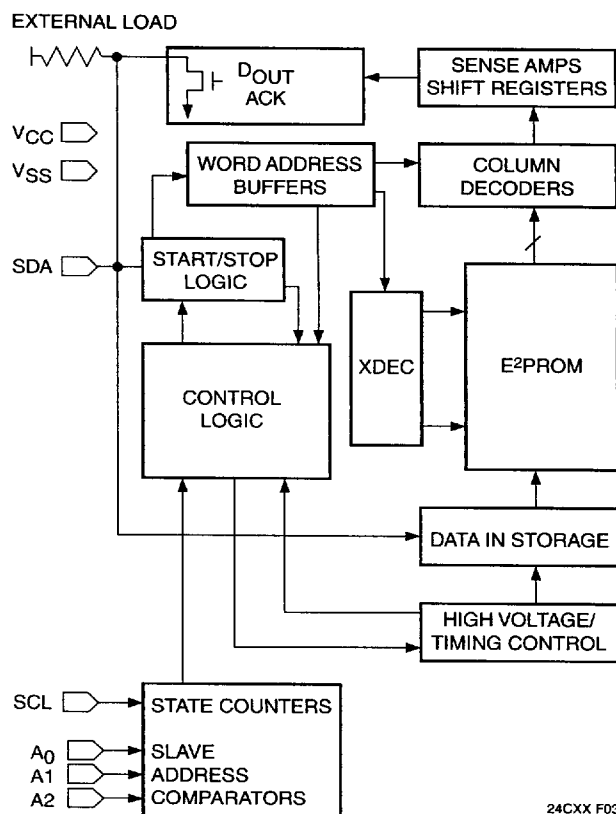 EXTERNAL LOAD
DOUT
ACK
SENSE AMPS
SHIFT REGISTERS
VCC
VSS
WORD ADDRESS
BUFFERS
COLUMN
DECODERS
SDA
START/STOP
LOGIC
XDEC
E²PROM
CONTROL
LOGIC
DATA IN STORAGE
HIGH VOLTAGE/
TIMING CONTROL
SCL
STATE COUNTERS
A0
SLAVE
A1
ADDRESS
A2
COMPARATORS
24CXX F03